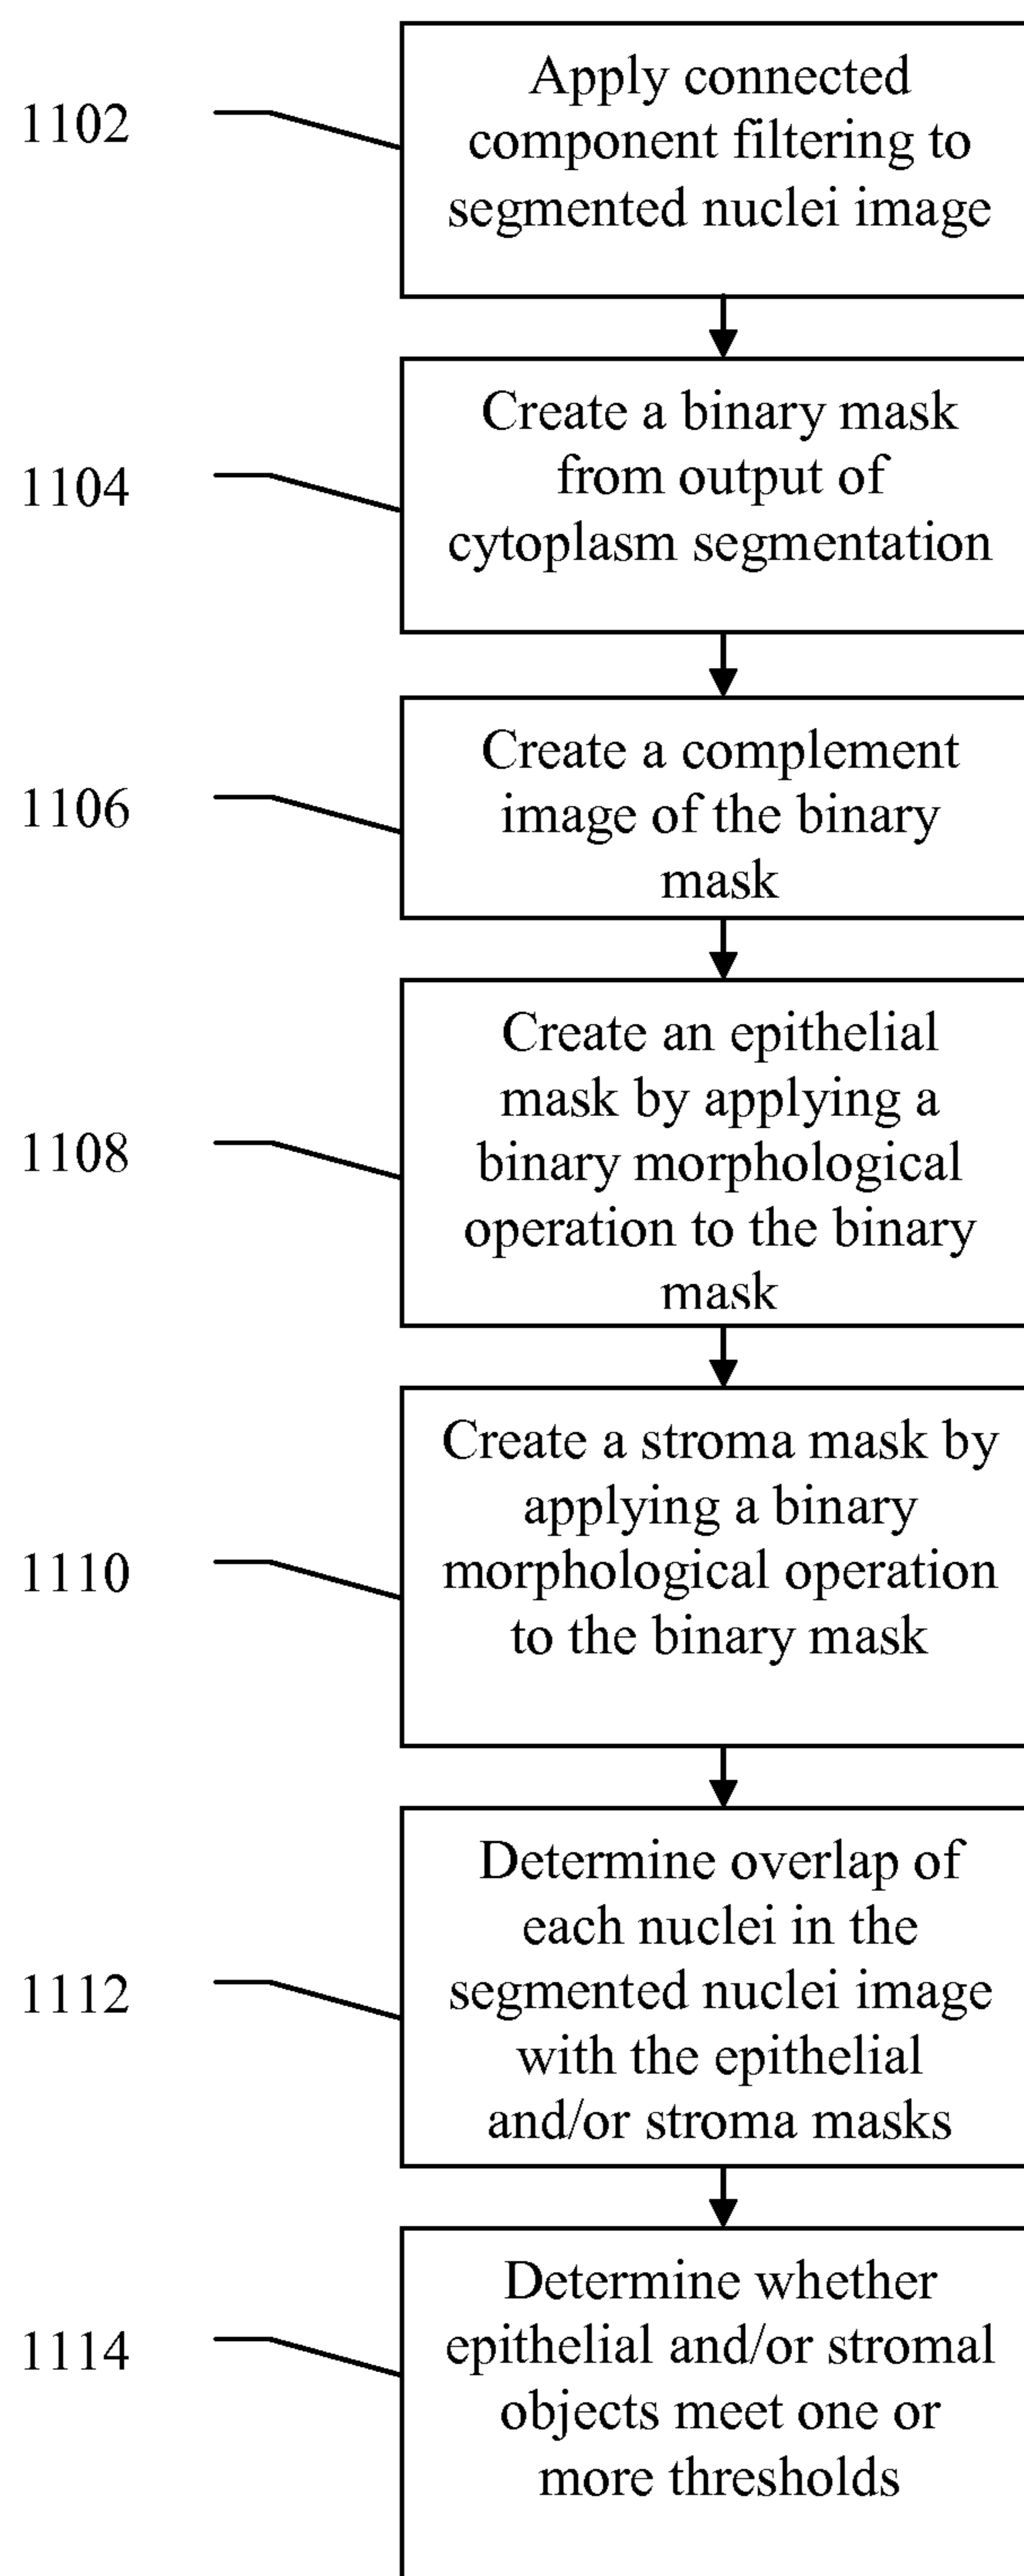 1102
Apply connected
component filtering to
segmented nuclei image
1104
Create a binary mask
from output of
cytoplasm segmentation
1106
Create a complement
image of the binary
mask
1108
Create an epithelial
mask by applying a
binary morphological
operation to the binary
mask
1110
Create a stroma mask by
applying a binary
morphological operation
to the binary mask
1112
Determine overlap of
each nuclei in the
segmented nuclei image
with the epithelial
and/or stroma masks
1114
Determine whether
epithelial and/or stromal
objects meet one or
more thresholds